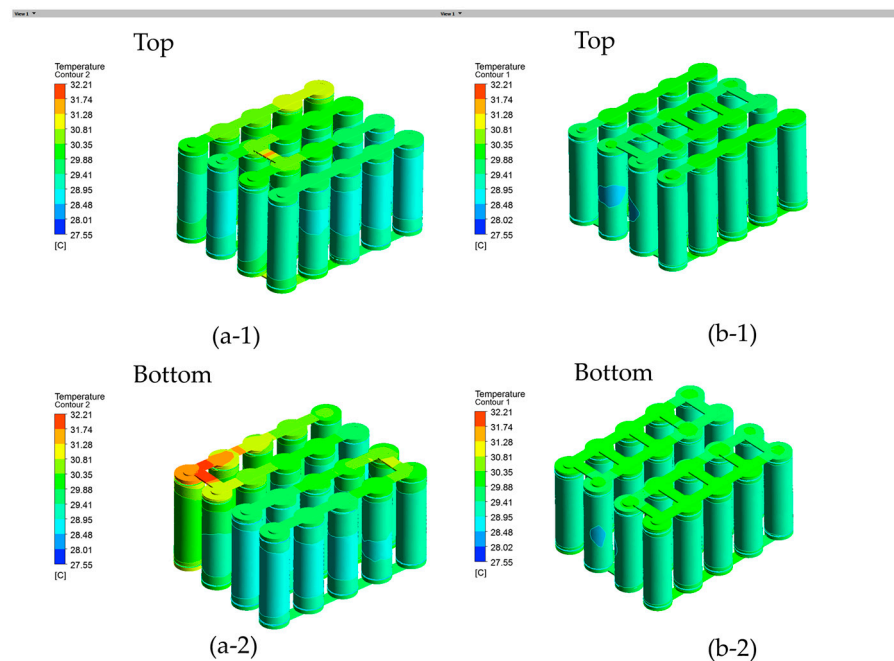 View 1
View 1
Top
Temperature
Contour 2
32.21
31.74
31.28
30.81
30.35
29.88
29.41
28.95
28.48
28.01
27.55
[C]
(a-1)
Top
Temperature
Contour 1
32.21
31.74
31.28
30.81
30.35
29.88
29.41
28.95
28.48
28.02
27.55
[C]
(b-1)
Bottom
Temperature
Contour 2
32.21
31.74
31.28
30.81
30.35
29.88
29.41
28.95
28.48
28.01
27.55
[C]
(a-2)
Bottom
Temperature
Contour 1
32.21
31.74
31.28
30.81
30.35
29.88
29.41
28.95
28.48
28.02
27.55
[C]
(b-2)